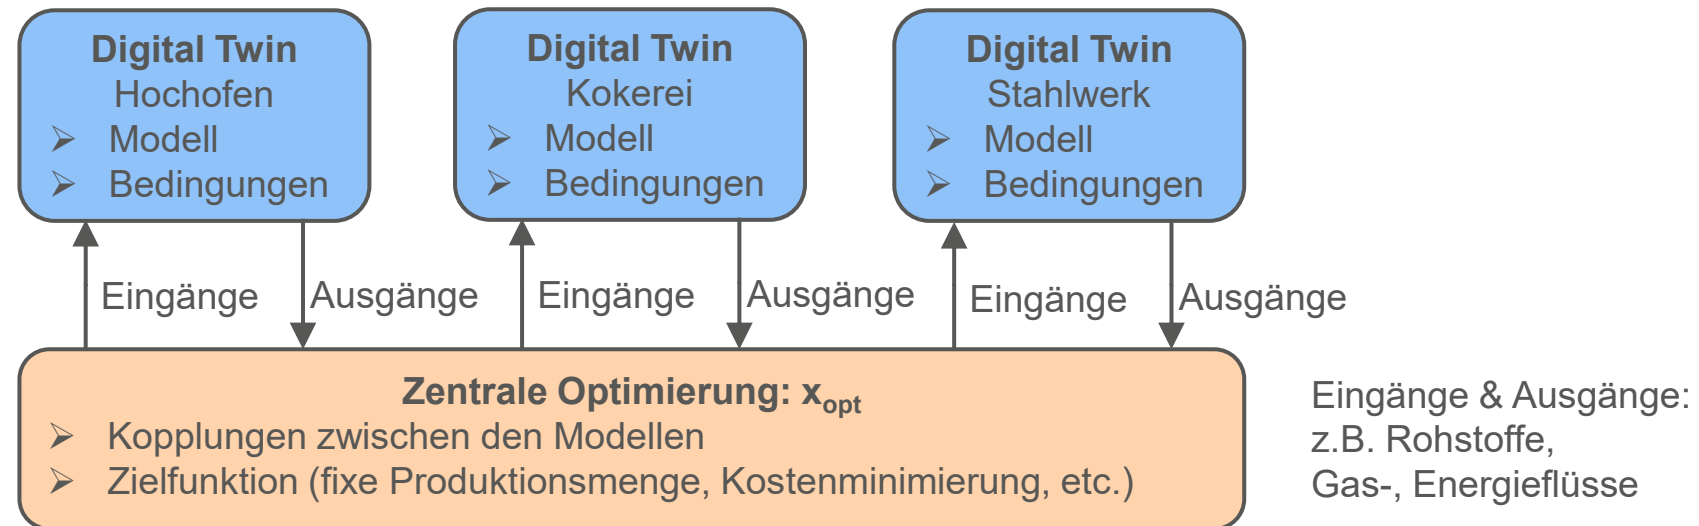 Digital Twin
Hochofen
➢ Modell
➢ Bedingungen
Digital Twin
Kokerei
➢ Modell
➢ Bedingungen
Digital Twin
Stahlwerk
➢ Modell
➢ Bedingungen
Eingänge
Ausgänge
Eingänge
Ausgänge
Eingänge
Ausgänge
Zentrale Optimierung: xopt
➢ Kopplungen zwischen den Modellen
➢ Zielfunktion (fixe Produktionsmenge, Kostenminimierung, etc.)
Eingänge & Ausgänge:
z.B. Rohstoffe,
Gas-, Energieflüsse